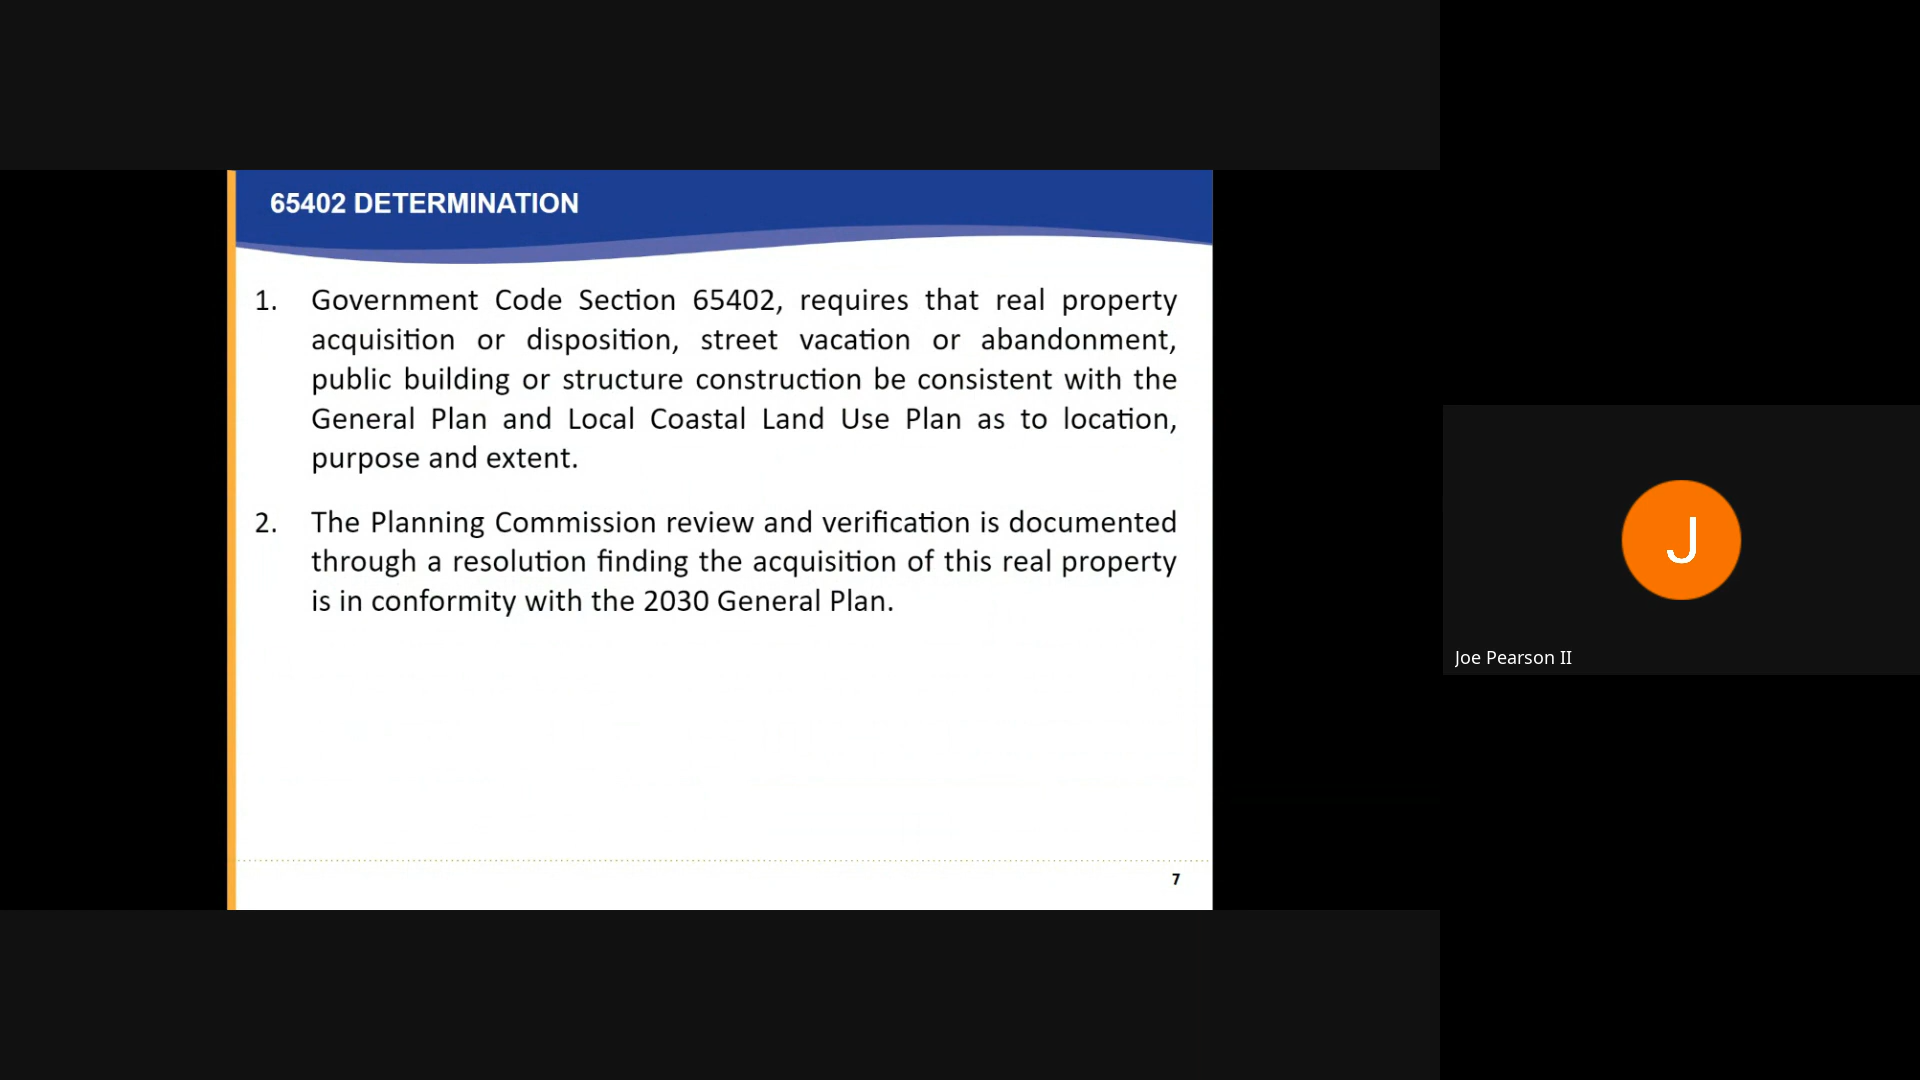 65402 DETERMINATION
1. Government Code Section 65402, requires that real property
acquisition or disposition, street vacation or abandonment,
public building or structure construction be consistent with the
General Plan and Local Coastal Land Use Plan as to location,
purpose and extent.
2. The Planning Commission review and verification is documented
through a resolution finding the acquisition of this real property
is in conformity with the 2030 General Plan.
7
J
Joe Pearson II